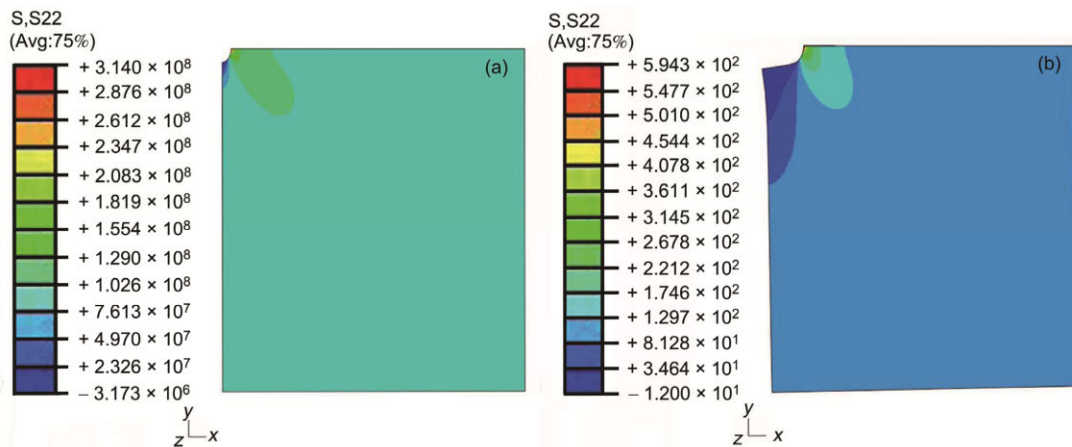 S,S22
(Avg:75%)
+ 3.140 × 10⁸
+ 2.876 × 10⁸
+ 2.612 × 10⁸
+ 2.347 × 10⁸
+ 2.083 × 10⁸
+ 1.819 × 10⁸
+ 1.554 × 10⁸
+ 1.290 × 10⁸
+ 1.026 × 10⁸
+ 7.613 × 10⁷
+ 4.970 × 10⁷
+ 2.326 × 10⁷
− 3.173 × 10⁶
(a)
y
z x
S,S22
(Avg:75%)
+ 5.943 × 10²
+ 5.477 × 10²
+ 5.010 × 10²
+ 4.544 × 10²
+ 4.078 × 10²
+ 3.611 × 10²
+ 3.145 × 10²
+ 2.678 × 10²
+ 2.212 × 10²
+ 1.746 × 10²
+ 1.297 × 10²
+ 8.128 × 10¹
+ 3.464 × 10¹
− 1.200 × 10¹
(b)
y
z x